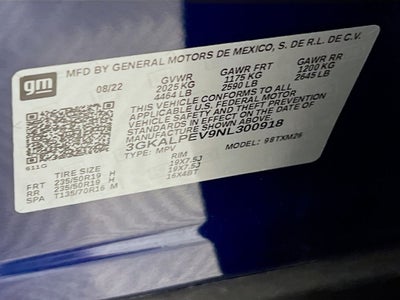 gm
MFD BY GENERAL MOTORS DE MEXICO, S. DE R.L. DE C.V.
08/22 GVWR GAWR FRT GAWR RR
2025 KG 1175 KG 1200 KG
4464 LB 2590 LB 2645 LB
THIS VEHICLE CONFORMS TO ALL
APPLICABLE U.S. FEDERAL MOTOR
VEHICLE SAFETY AND THEFT PREVENTION
STANDARDS IN EFFECT ON THE DATE OF
MANUFACTURE SHOWN ABOVE.
3GKALPEV9NL300918
TYPE: MPV MODEL: 98TXM26
611G
TIRE SIZE RIM
FRT 235/50R19 H 19X7.5J
RR 235/50R19 H 19X7.5J
SPA T135/70R16 M 16X4BT